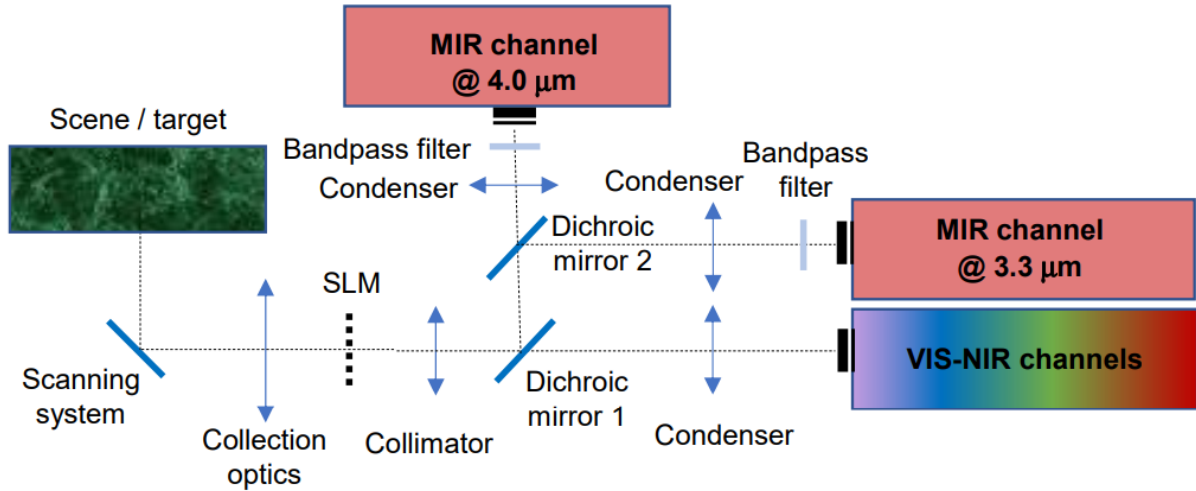 MIR channel
@ 4.0 μm
Scene / target
Bandpass filter
Condenser
Condenser
Bandpass
filter
Dichroic
mirror 2
MIR channel
@ 3.3 μm
SLM
VIS-NIR channels
Scanning
system
Collection
optics
Collimator
Dichroic
mirror 1
Condenser